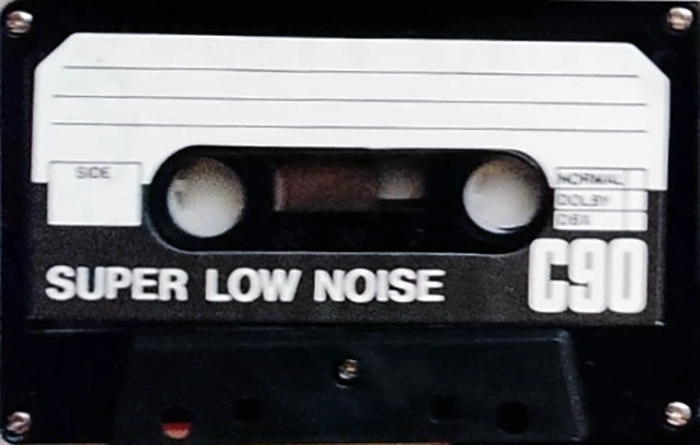 SIDE
NORMAL
DOLBY
DBX
SUPER LOW NOISE
C90